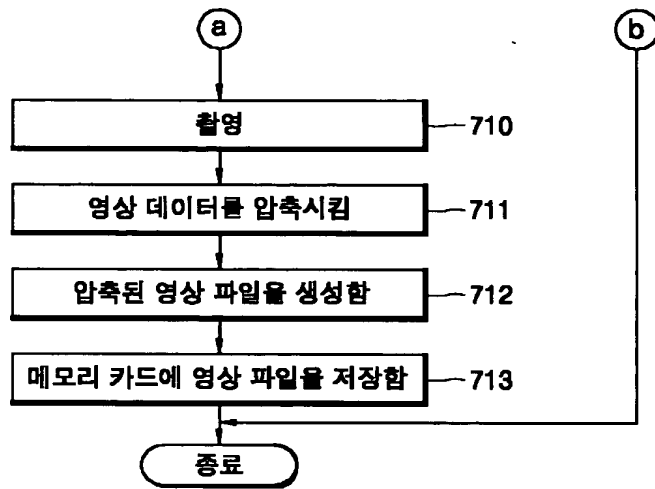 a
b
촬영
710
영상 데이터를 압축시킴
711
압축된 영상 파일을 생성함
712
메모리 카드에 영상 파일을 저장함
713
종료